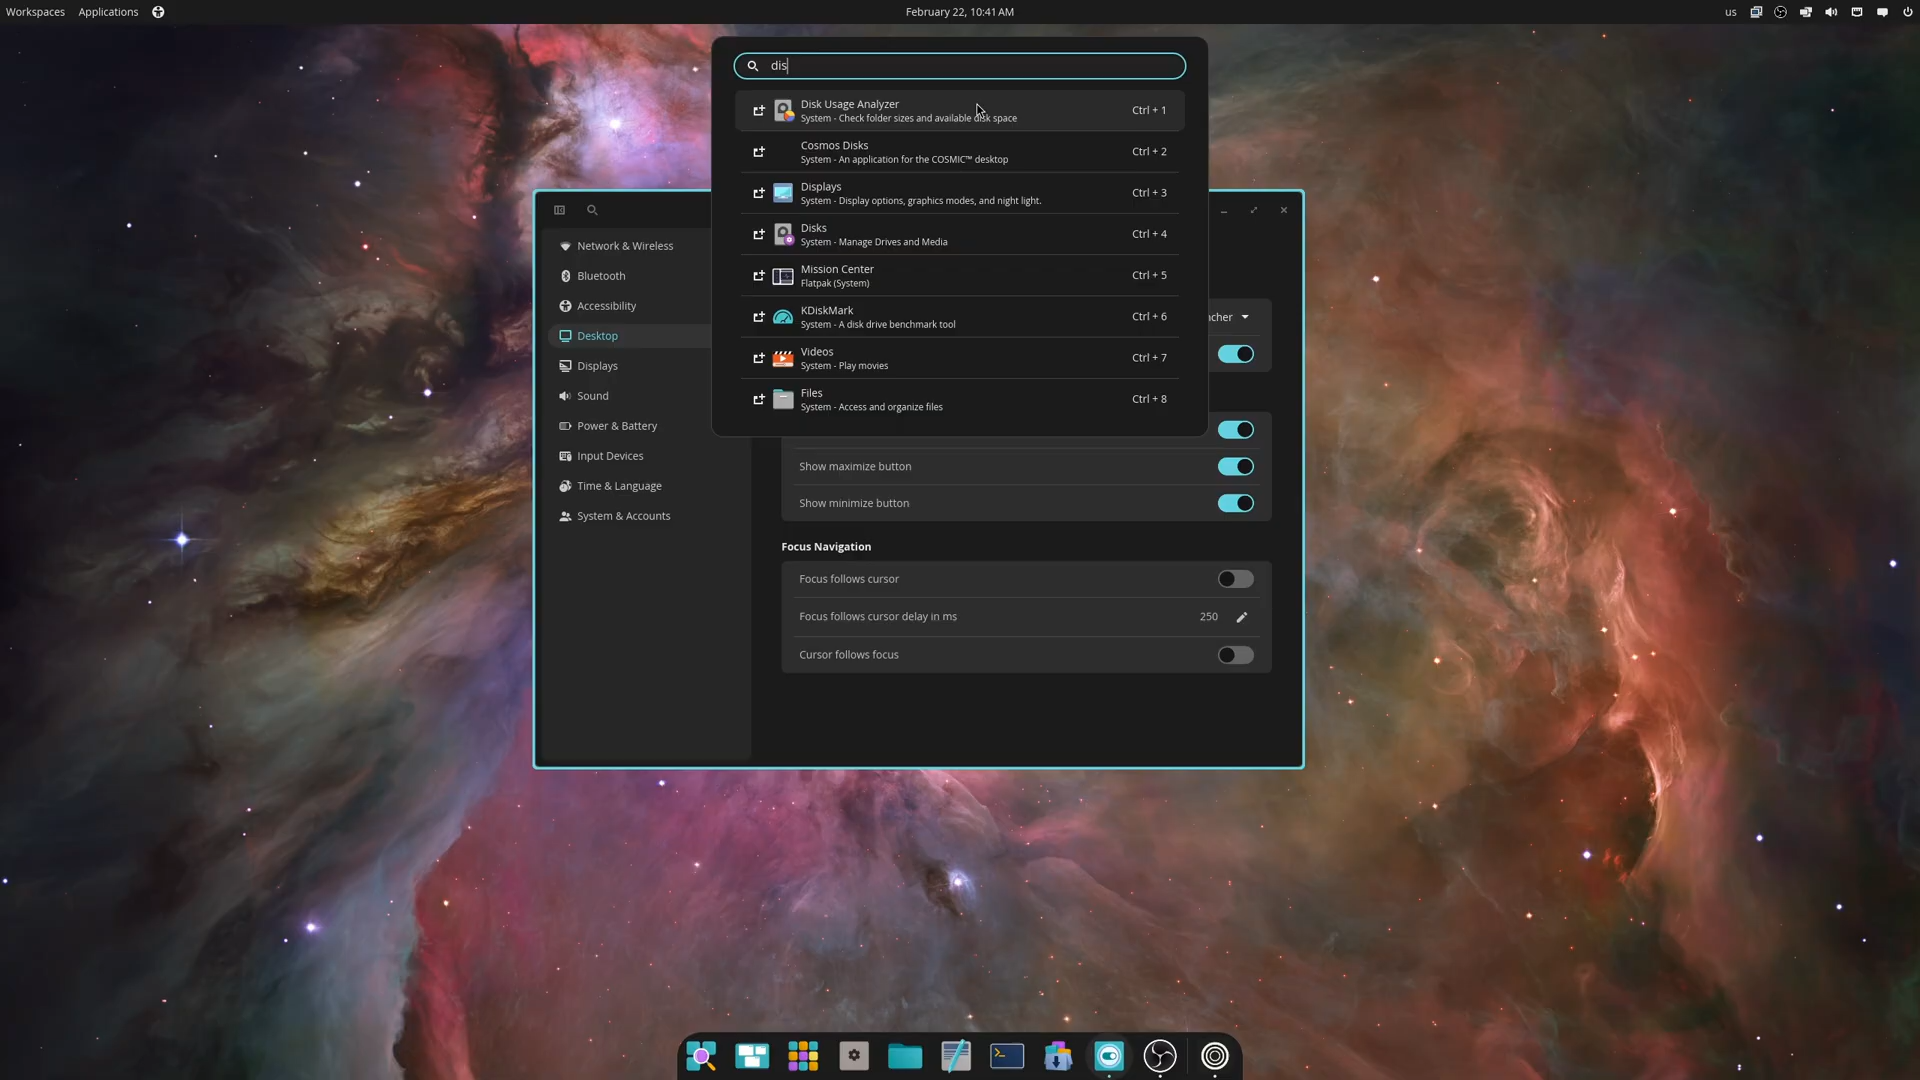 Workspaces
Applications
February 22, 10:41 AM
us
dis
Disk Usage Analyzer
System - Check folder sizes and available disk space
Ctrl + 1
Cosmos Disks
System - An application for the COSMIC™ desktop
Ctrl + 2
Displays
System - Display options, graphics modes, and night light.
Ctrl + 3
Disks
System - Manage Drives and Media
Ctrl + 4
Mission Center
Flatpak (System)
Ctrl + 5
KDiskMark
System - A disk drive benchmark tool
Ctrl + 6
Videos
System - Play movies
Ctrl + 7
Files
System - Access and organize files
Ctrl + 8
Network & Wireless
Bluetooth
Accessibility
Desktop
Displays
Sound
Power & Battery
Input Devices
Time & Language
System & Accounts
Show maximize button
Show minimize button
Focus Navigation
Focus follows cursor
Focus follows cursor delay in ms
250
Cursor follows focus